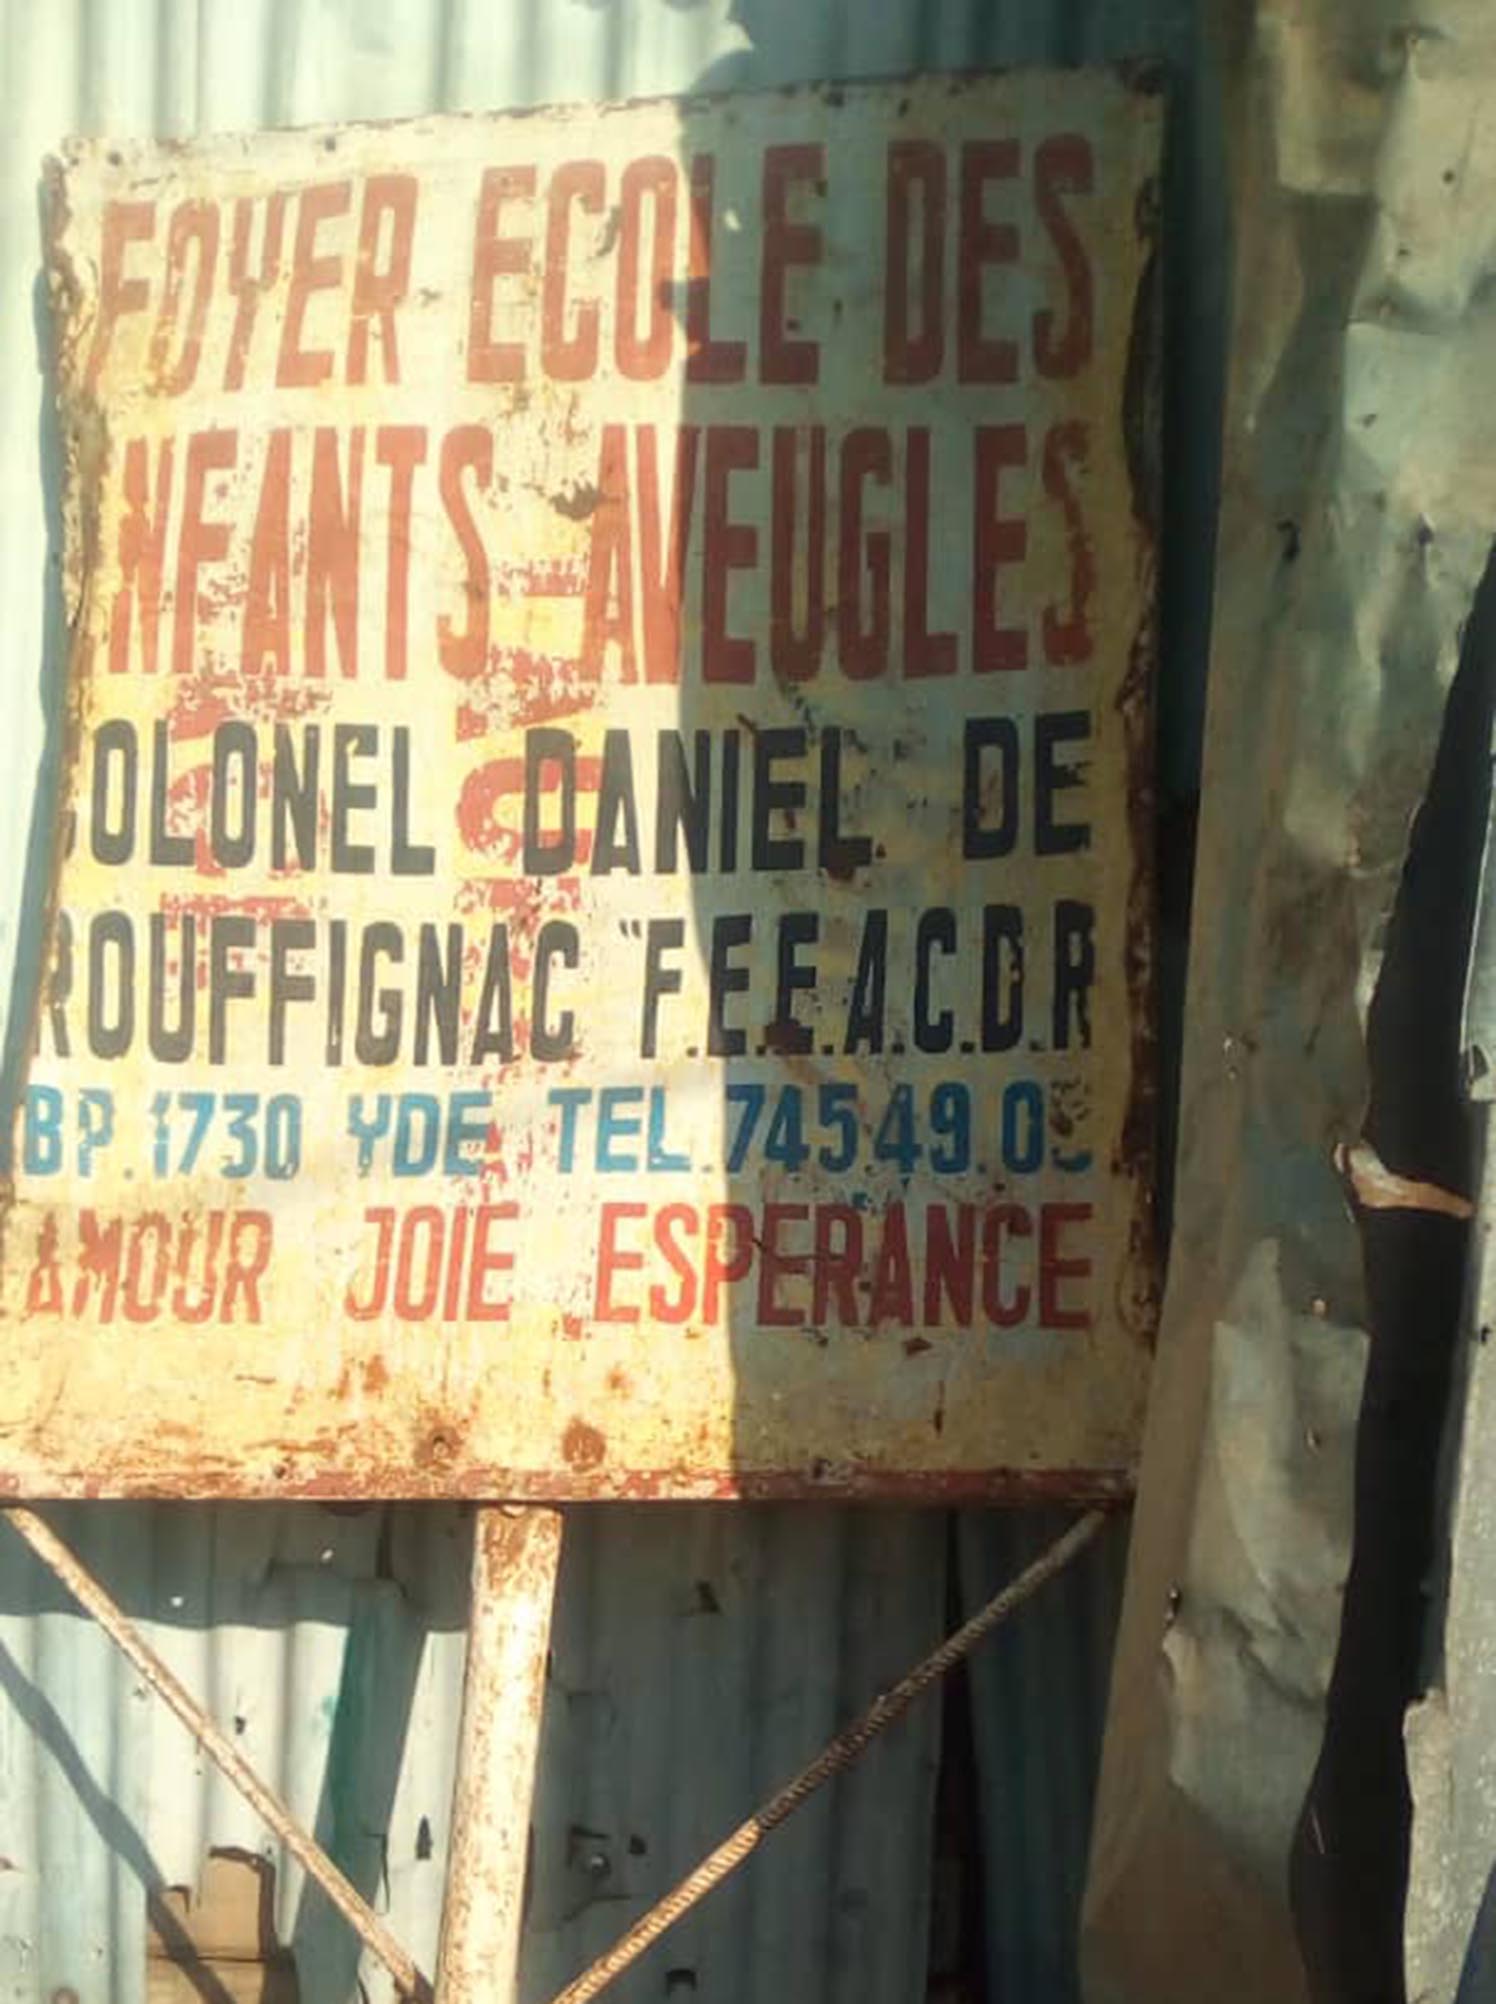 FOYER ECOLE DES
NFANTS AVEUGLES
OLONEL DANIEL DE
ROUFFIGNAC "F.E.E.A.C.D.R
BP.1730 YDE TEL.745.49.0
AMOUR JOIE ESPERANCE